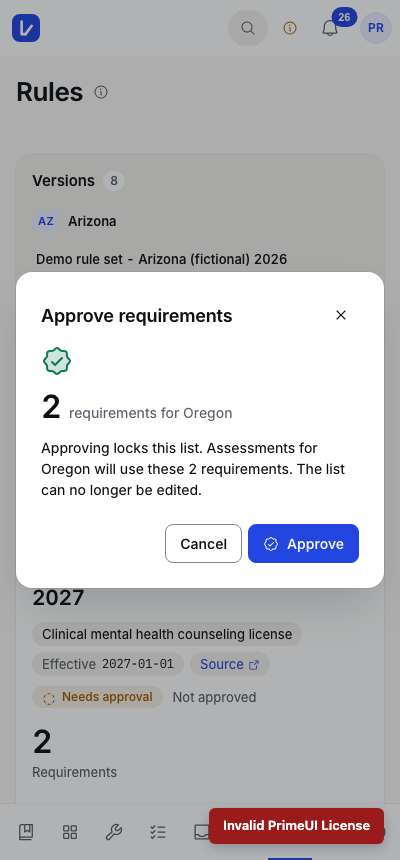 26
PR
Rules
Versions 8
AZ Arizona
Demo rule set - Arizona (fictional) 2026
Approve requirements
2 requirements for Oregon
Approving locks this list. Assessments for
Oregon will use these 2 requirements. The list
can no longer be edited.
Cancel Approve
2027
Clinical mental health counseling license
Effective 2027-01-01 Source
Needs approval Not approved
2
Requirements
Invalid PrimeUI License